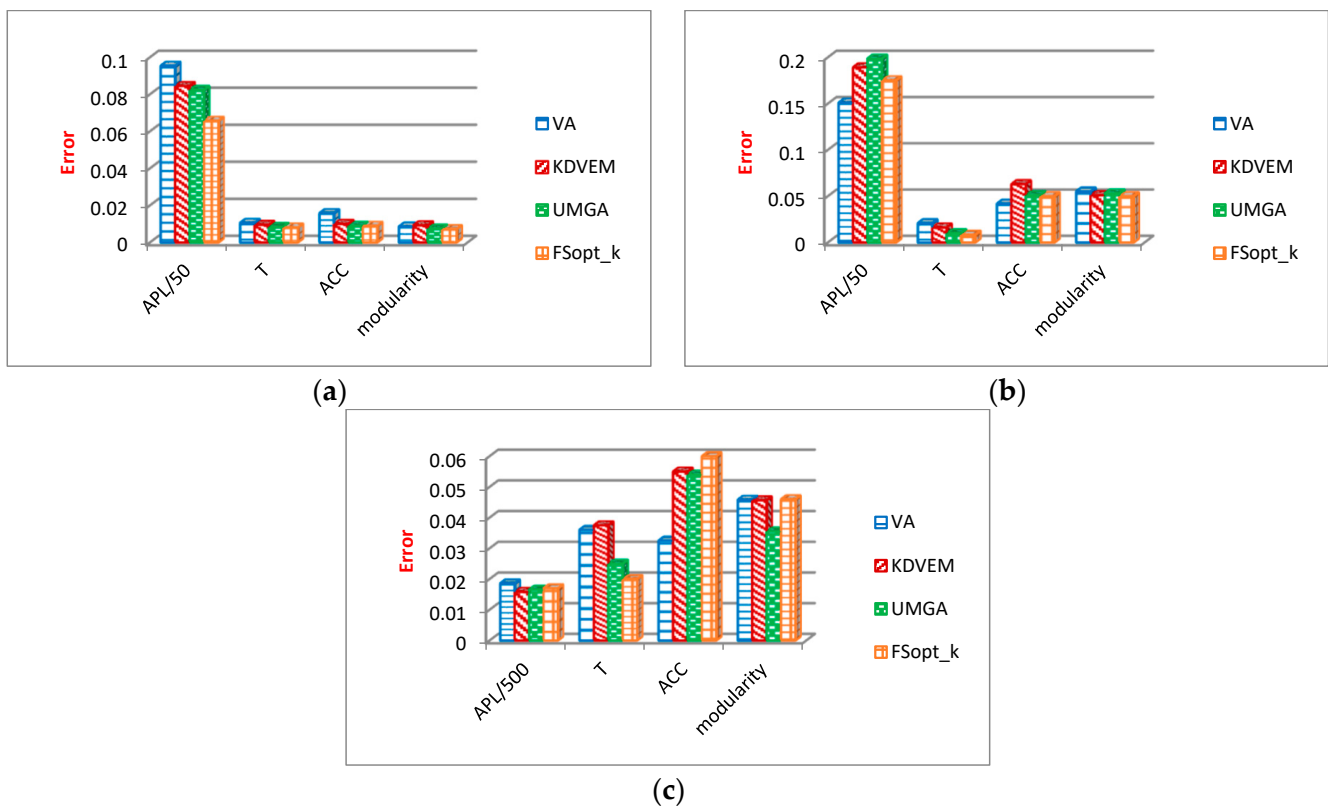 0.1
0.08
0.06
0.04
0.02
0
Error
APL/50
T
ACC
modularity
VA
KDVEM
UMGA
FSopt_k
(a)
0.2
0.15
0.1
0.05
0
Error
APL/50
T
ACC
modularity
VA
KDVEM
UMGA
FSopt_k
(b)
0.06
0.05
0.04
0.03
0.02
0.01
0
Error
APL/500
T
ACC
modularity
VA
KDVEM
UMGA
FSopt_k
(c)